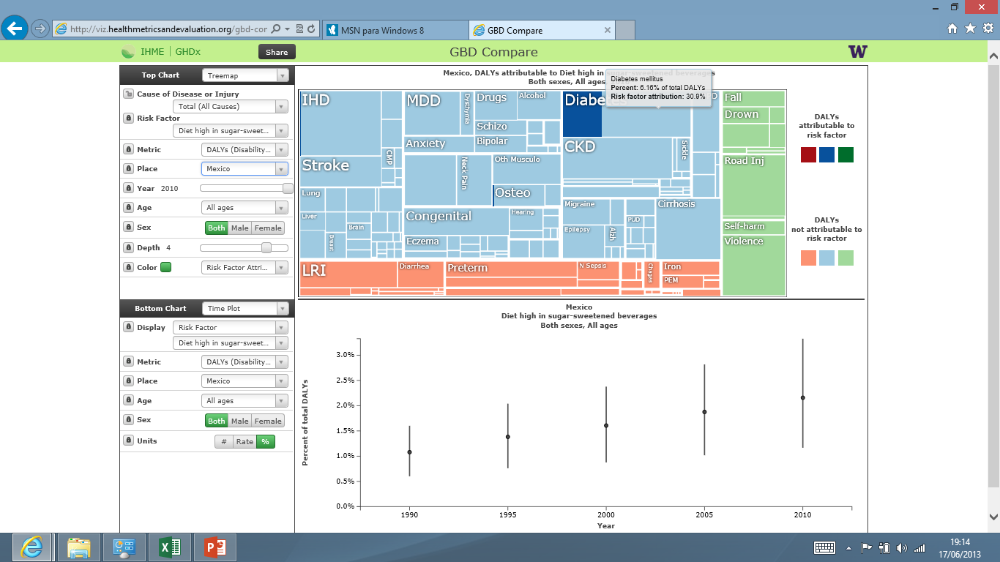 http://viz.healthmetricsandevaluation.org/gbd-cor
MSN para Windows 8
GBD Compare
IHME | GHDx
Share
GBD Compare
W
Top Chart
Treemap
Cause of Disease or Injury
Total (All Causes)
Risk Factor
Diet high in sugar-sweet...
Metric
DALYs (Disability...
Place
Mexico
Year 2010
Age
All ages
Sex
Both Male Female
Depth 4
Color
Risk Factor Attri...
Mexico, DALYs attributable to Diet high in sugar-sweetened beverages
Both sexes, All ages
Diabetes mellitus
Percent: 6.16% of total DALYs
Risk factor attribution: 30.9%
IHD
Stroke
CMP
Lung
Liver
Breast
Brain
MDD
Dysthymia
Drugs
Alcohol
Schizo
Bipolar
Anxiety
Neck Pain
Oth Musculo
Osteo
Congenital
Hearing
Eczema
Diabe
CKD
Sickle
Migraine
Epilepsy
Alzh
PUD
Cirrhosis
LRI
Diarrhea
Preterm
N Sepsis
Chagas
Iron
PEM
Fall
Drown
Road Inj
Self-harm
Violence
DALYs
attributable to
risk factor
DALYs
not attributable to
risk ractor
Bottom Chart
Time Plot
Display
Risk Factor
Diet high in sugar-sweet...
Metric
DALYs (Disability...
Place
Mexico
Age
All ages
Sex
Both Male Female
Units
# Rate %
Mexico
Diet high in sugar-sweetened beverages
Both sexes, All ages
Percent of total DALYs
3.0%
2.5%
2.0%
1.5%
1.0%
0.5%
0.0%
1990 1995 2000 2005 2010
Year
19:14
17/06/2013